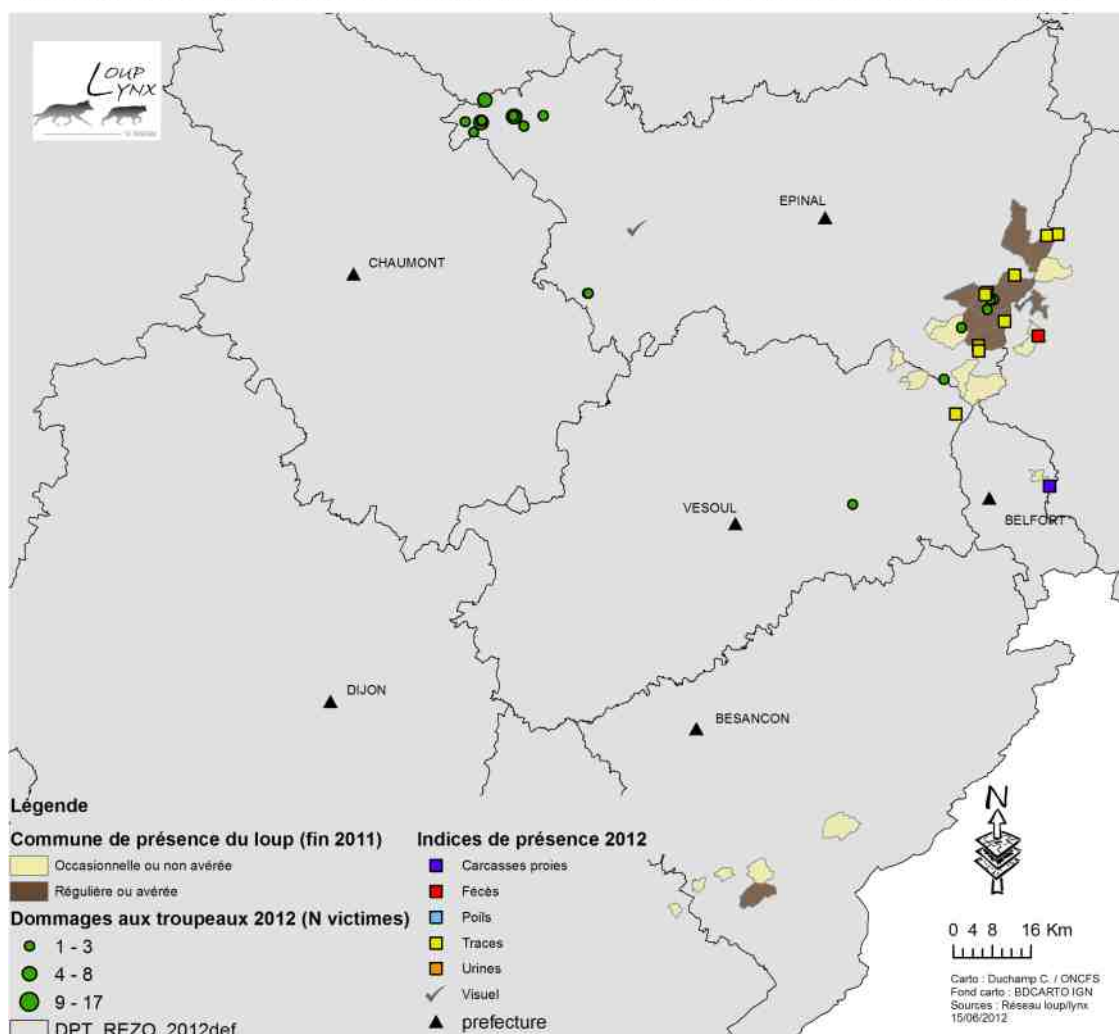 LOUP
LYNX
EPINAL
CHAUMONT
VESOUL
BELFORT
DIJON
BESANCON
Légende
Commune de présence du loup (fin 2011)
Occasionnelle ou non avérée
Régulière ou avérée
Dommages aux troupeaux 2012 (N victimes)
1 - 3
4 - 8
9 - 17
DPT_REZO_2012def
Indices de présence 2012
Carcasses proies
Fécès
Poils
Traces
Urines
Visuel
prefecture
N
0 4 8 16 Km
Carto : Duchamp C. / ONCFS
Fond carto : BDCARTO IGN
Sources : Réseau loup/lynx
15/06/2012